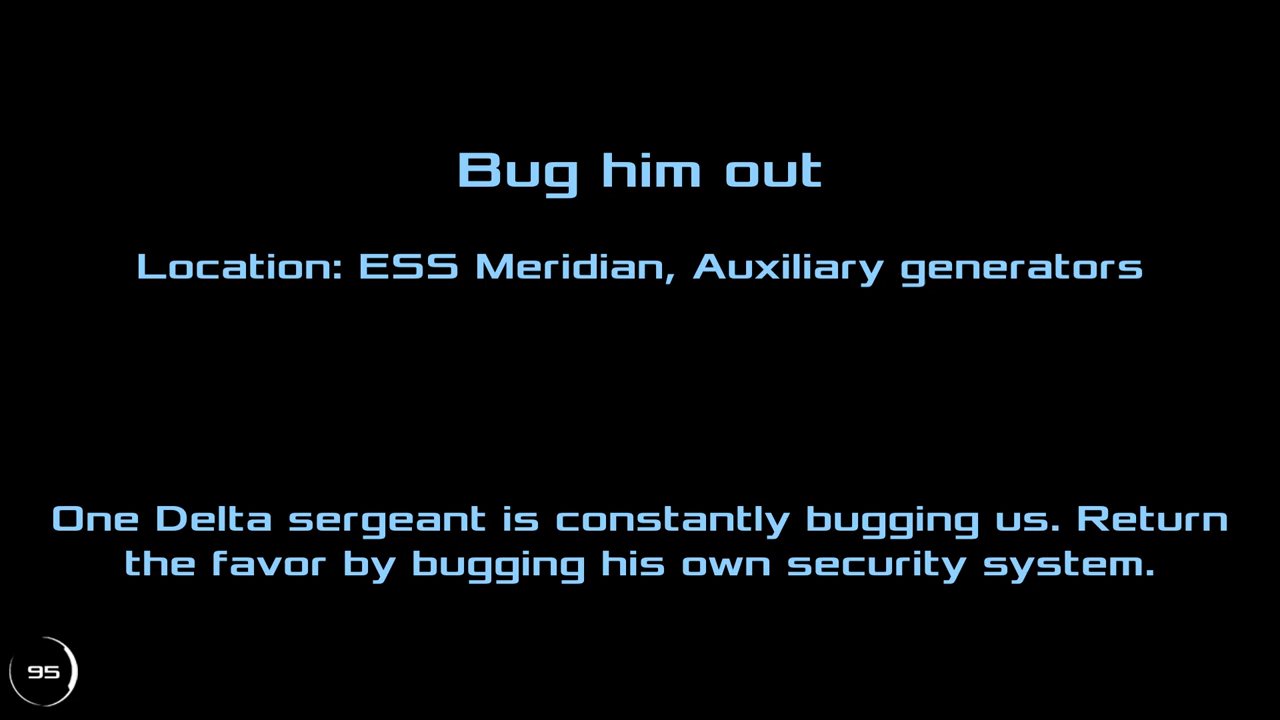 Bug him out
Location: ESS Meridian, Auxiliary generators
One Delta sergeant is constantly bugging us. Return
the favor by bugging his own security system.
95